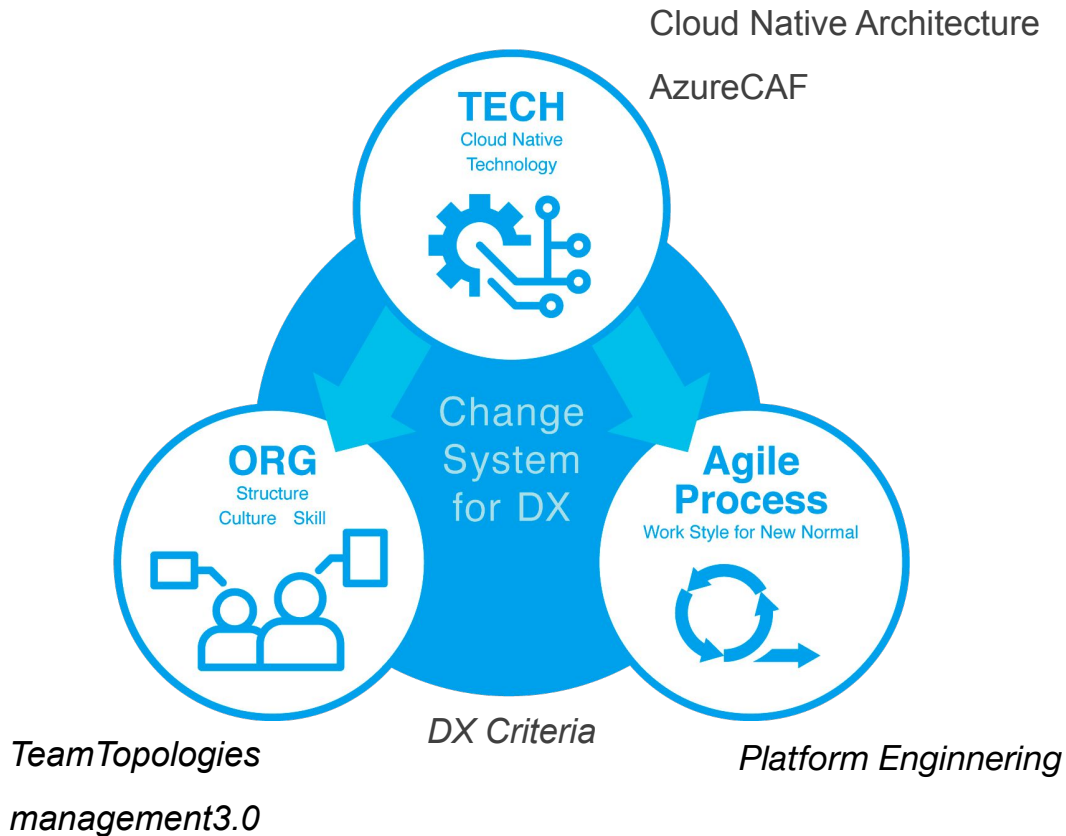 Cloud Native Architecture
AzureCAF
TECH
Cloud Native
Technology
Change
System
for DX
ORG
Structure
Culture Skill
Agile
Process
Work Style for New Normal
DX Criteria
TeamTopologies
management3.0
Platform Enginnering